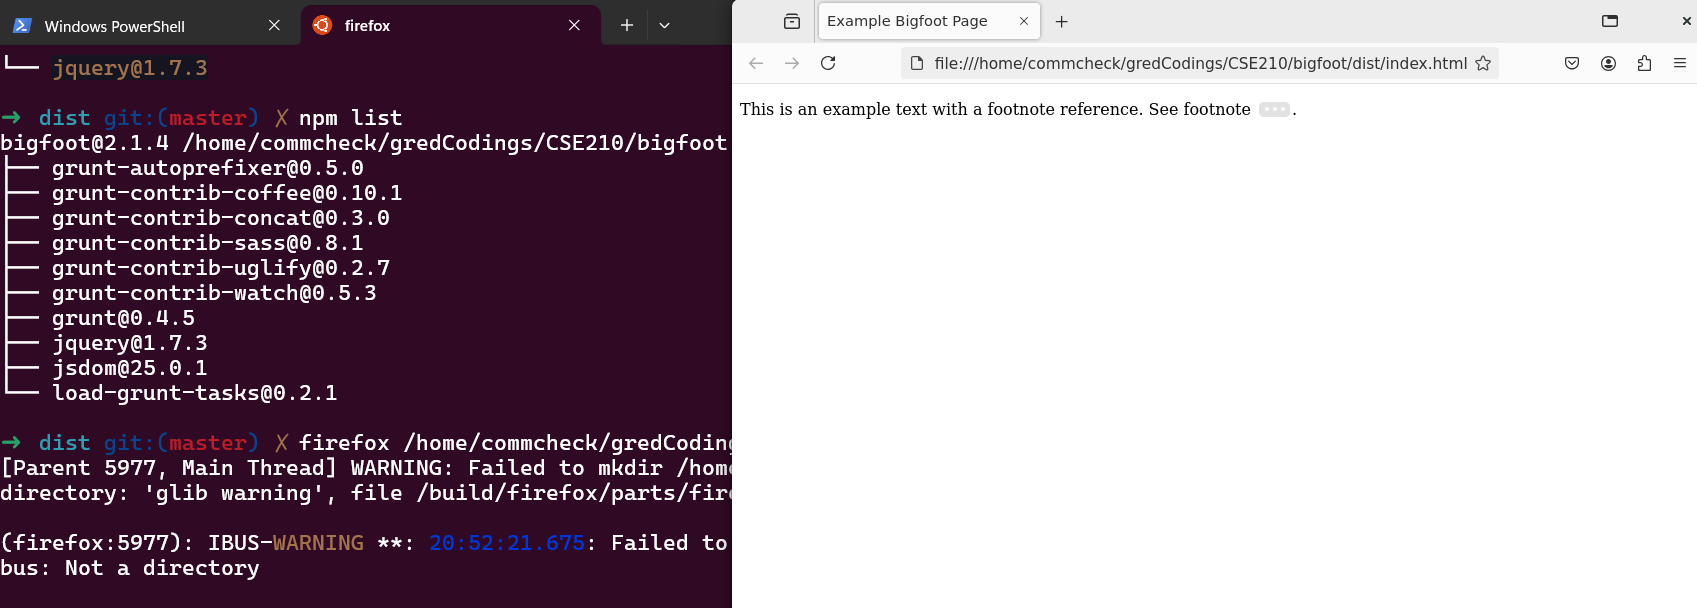 Windows PowerShell
firefox
└── jquery@1.7.3
➜ dist git:(master) ✗ npm list
bigfoot@2.1.4 /home/commcheck/gredCodings/CSE210/bigfoot
├── grunt-autoprefixer@0.5.0
├── grunt-contrib-coffee@0.10.1
├── grunt-contrib-concat@0.3.0
├── grunt-contrib-sass@0.8.1
├── grunt-contrib-uglify@0.2.7
├── grunt-contrib-watch@0.5.3
├── grunt@0.4.5
├── jquery@1.7.3
├── jsdom@25.0.1
└── load-grunt-tasks@0.2.1
➜ dist git:(master) ✗ firefox /home/commcheck/gredCoding
[Parent 5977, Main Thread] WARNING: Failed to mkdir /hom
directory: 'glib warning', file /build/firefox/parts/fir
(firefox:5977): IBUS-WARNING **: 20:52:21.675: Failed to
bus: Not a directory
Example Bigfoot Page
file:///home/commcheck/gredCodings/CSE210/bigfoot/dist/index.html
This is an example text with a footnote reference. See footnote .